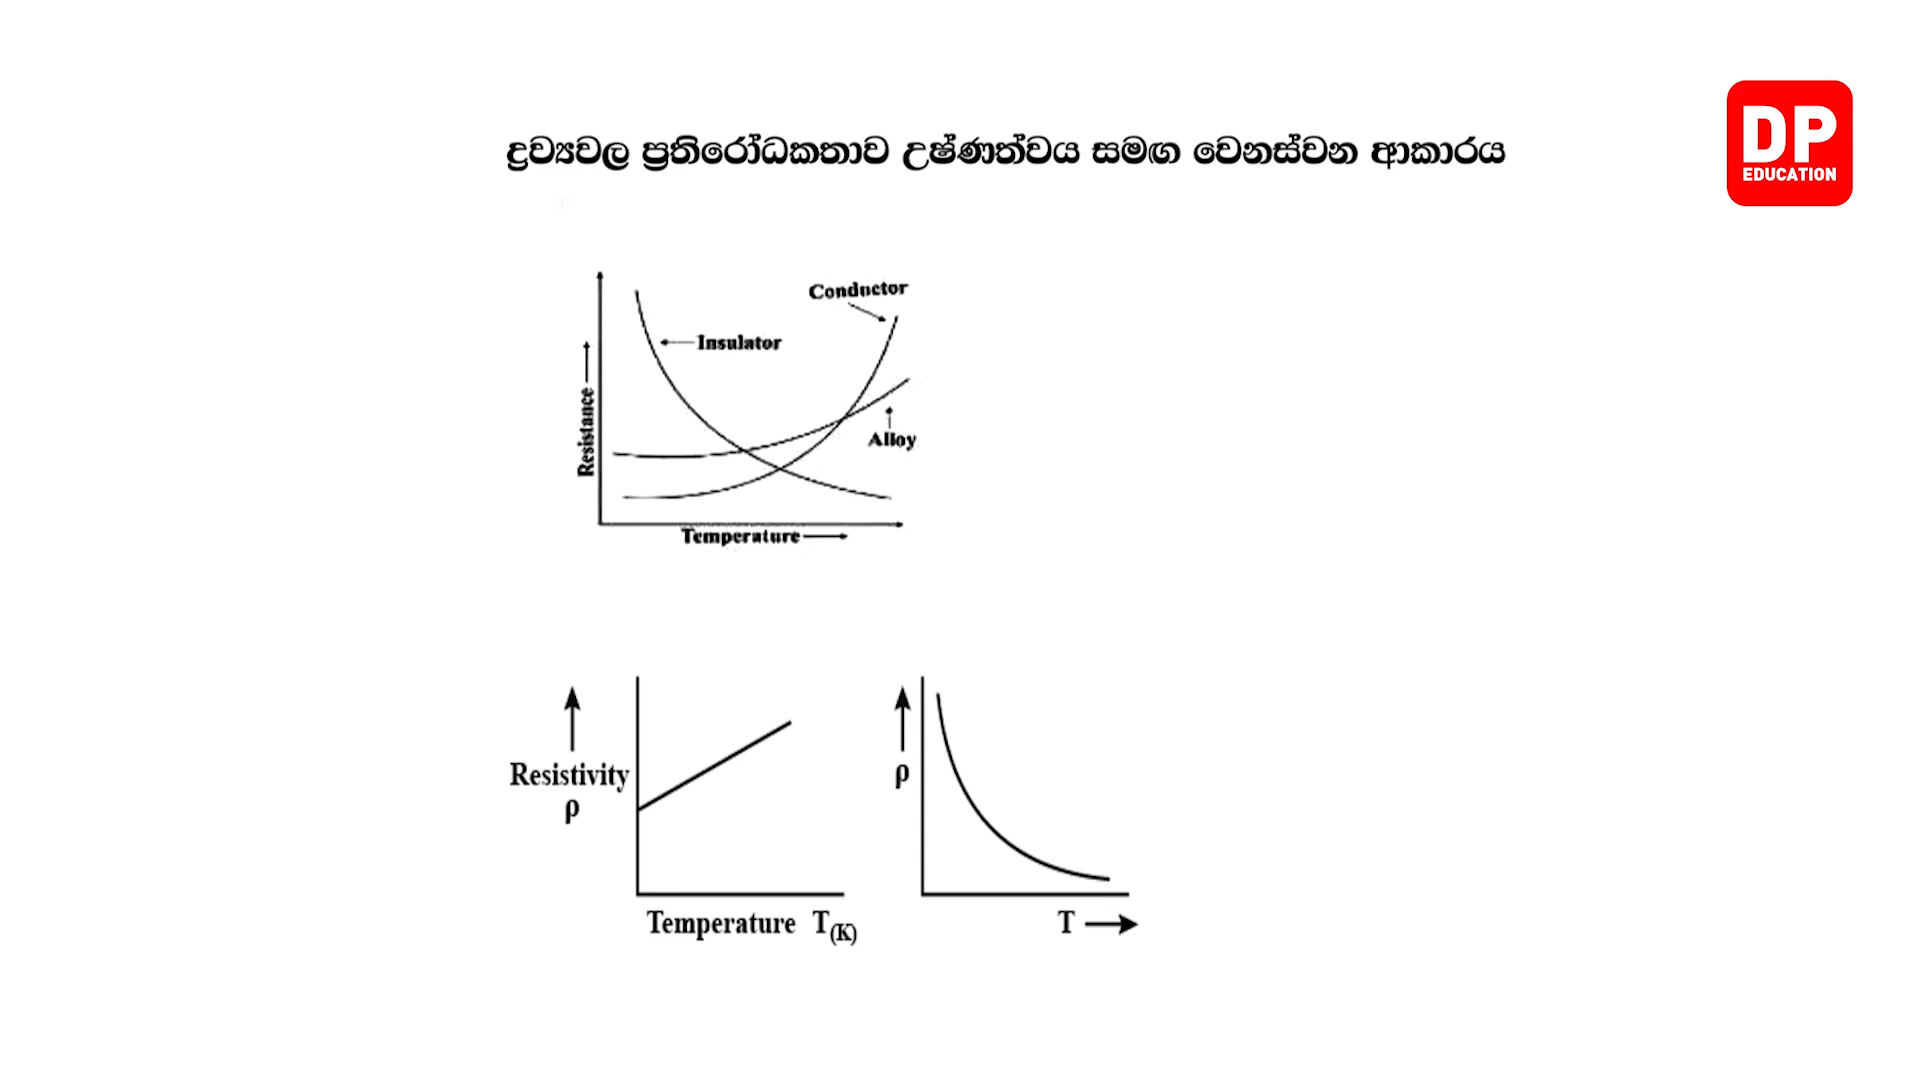 ද්‍රව්‍යවල ප්‍රතිරෝධකතාව උෂ්ණත්වය සමඟ වෙනස්වන ආකාරය
DP
EDUCATION
Conductor
Insulator
Resistance
Alloy
Temperature
Resistivity
ρ
Temperature T(K)
ρ
T